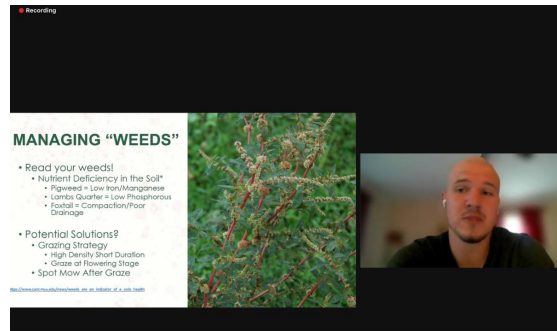 Recording
MANAGING “WEEDS”
• Read your weeds!
• Nutrient Deficiency in the Soil*
• Pigweed = Low Iron/Manganese
• Lambs Quarter = Low Phosphorous
• Foxtail = Compaction/Poor
Drainage
• Potential Solutions?
• Grazing Strategy
• High Density Short Duration
• Graze at Flowering Stage
• Spot Mow After Graze